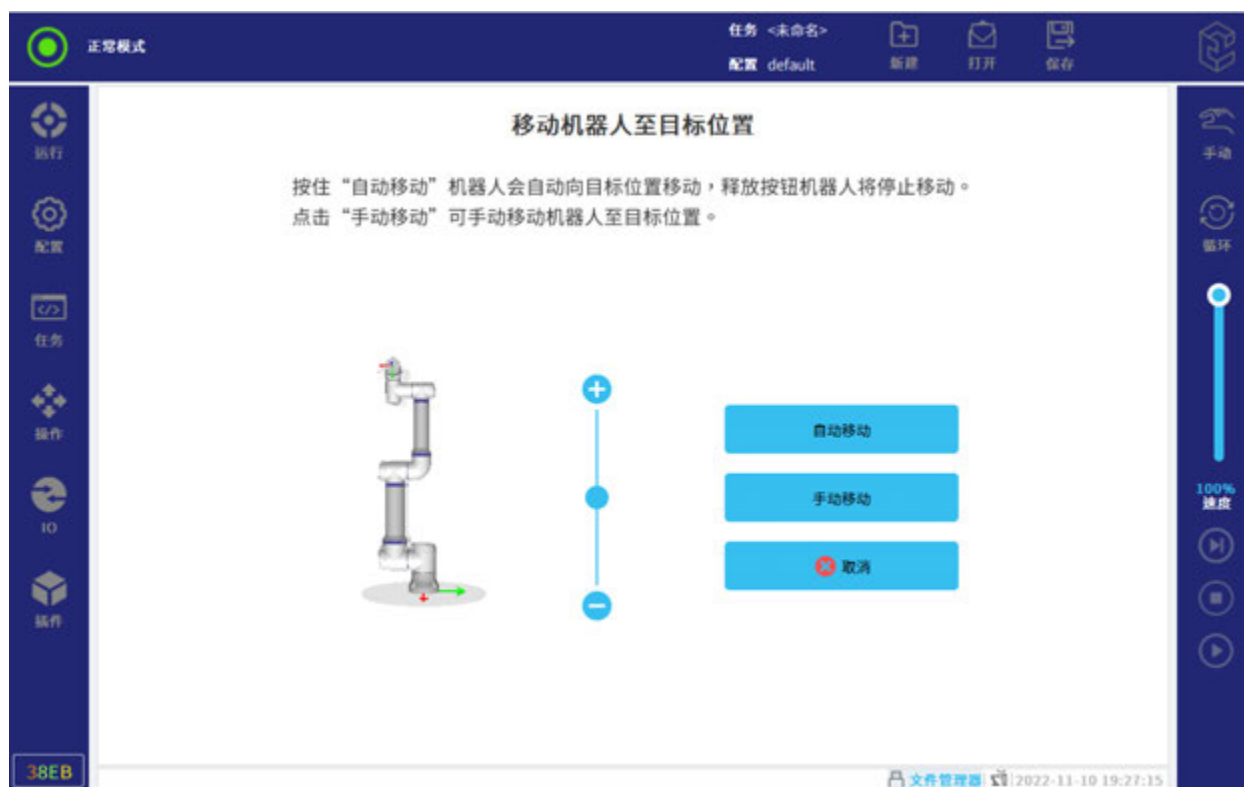 正常模式
任务 <未命名>
配置 default
新建
打开
保存
运行
配置
任务
操作
IO
插件
38EB
移动机器人至目标位置
按住“自动移动”机器人会自动向目标位置移动，释放按钮机器人将停止移动。
点击“手动移动”可手动移动机器人至目标位置。
自动移动
手动移动
取消
手动
循环
100%
速度
文件管理器
2022-11-10 19:27:15